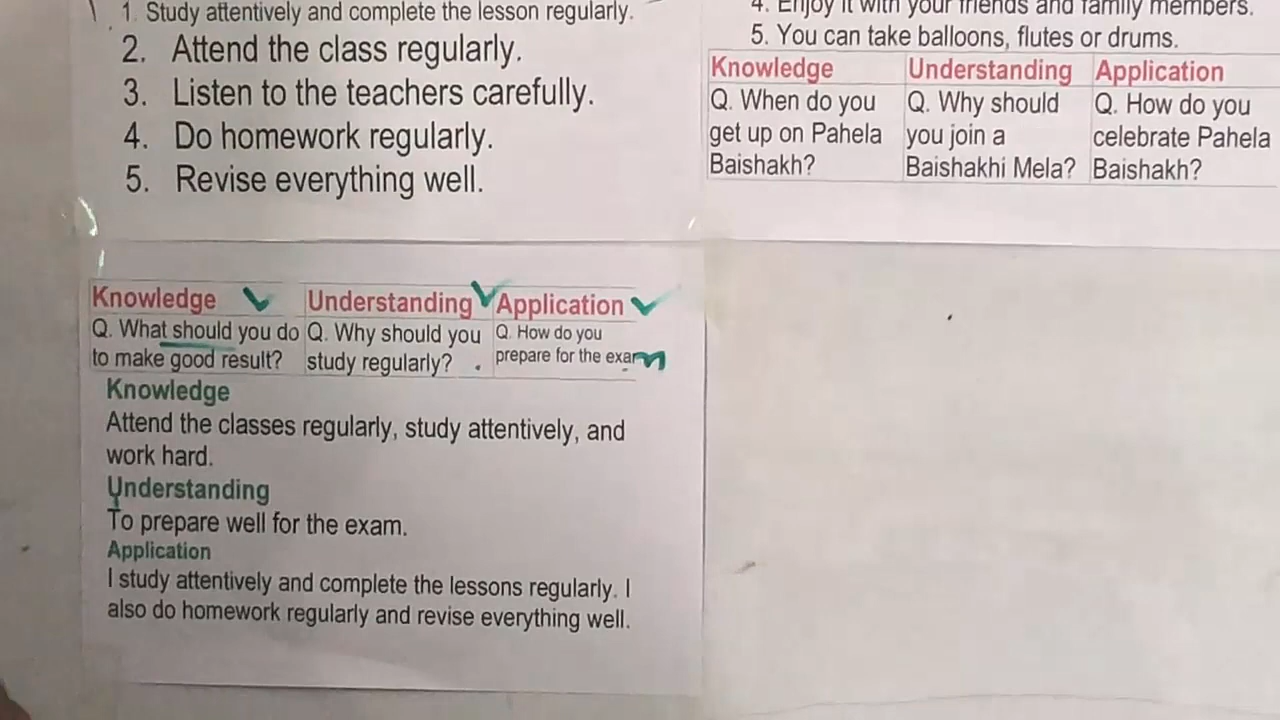 1. Study attentively and complete the lesson regularly.
2. Attend the class regularly.
3. Listen to the teachers carefully.
4. Do homework regularly.
5. Revise everything well.
4. Enjoy it with your friends and family members.
5. You can take balloons, flutes or drums.
Knowledge Understanding Application
Q. When do you Q. Why should Q. How do you
get up on Pahela you join a celebrate Pahela
Baishakh? Baishakhi Mela? Baishakh?
Knowledge Understanding Application
Q. What should you do Q. Why should you Q. How do you
to make good result? study regularly? prepare for the exam
Knowledge
Attend the classes regularly, study attentively, and
work hard.
Understanding
To prepare well for the exam.
Application
I study attentively and complete the lessons regularly. I
also do homework regularly and revise everything well.